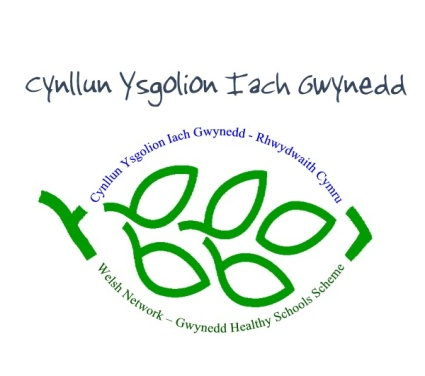 Cynllun Ysgolion Iach Gwynedd
Cynllun Ysgolion Iach Gwynedd - Rhwydwaith Cymru
Welsh Network – Gwynedd Healthy Schools Scheme